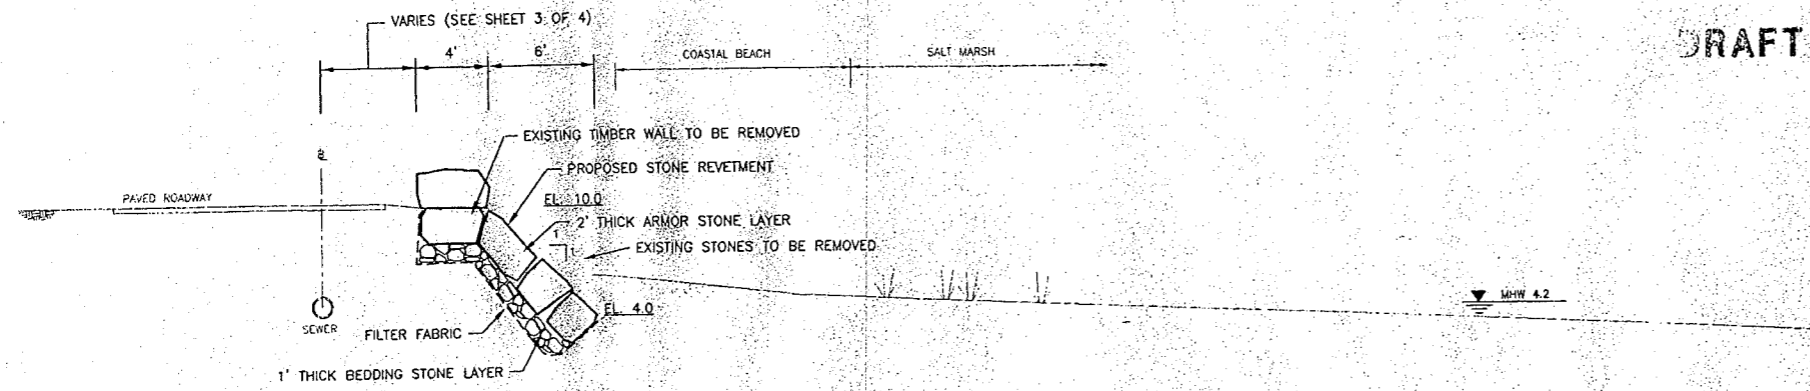 VARIES (SEE SHEET 3 OF 4)
DRAFT
4'
6'
COASTAL BEACH
SALT MARSH
EXISTING TIMBER WALL TO BE REMOVED
PROPOSED STONE REVETMENT
PAVED ROADWAY
EL. 10.0
2' THICK ARMOR STONE LAYER
1
1
EXISTING STONES TO BE REMOVED
MHW 4.2
EL. 4.0
SEWER
FILTER FABRIC
1' THICK BEDDING STONE LAYER